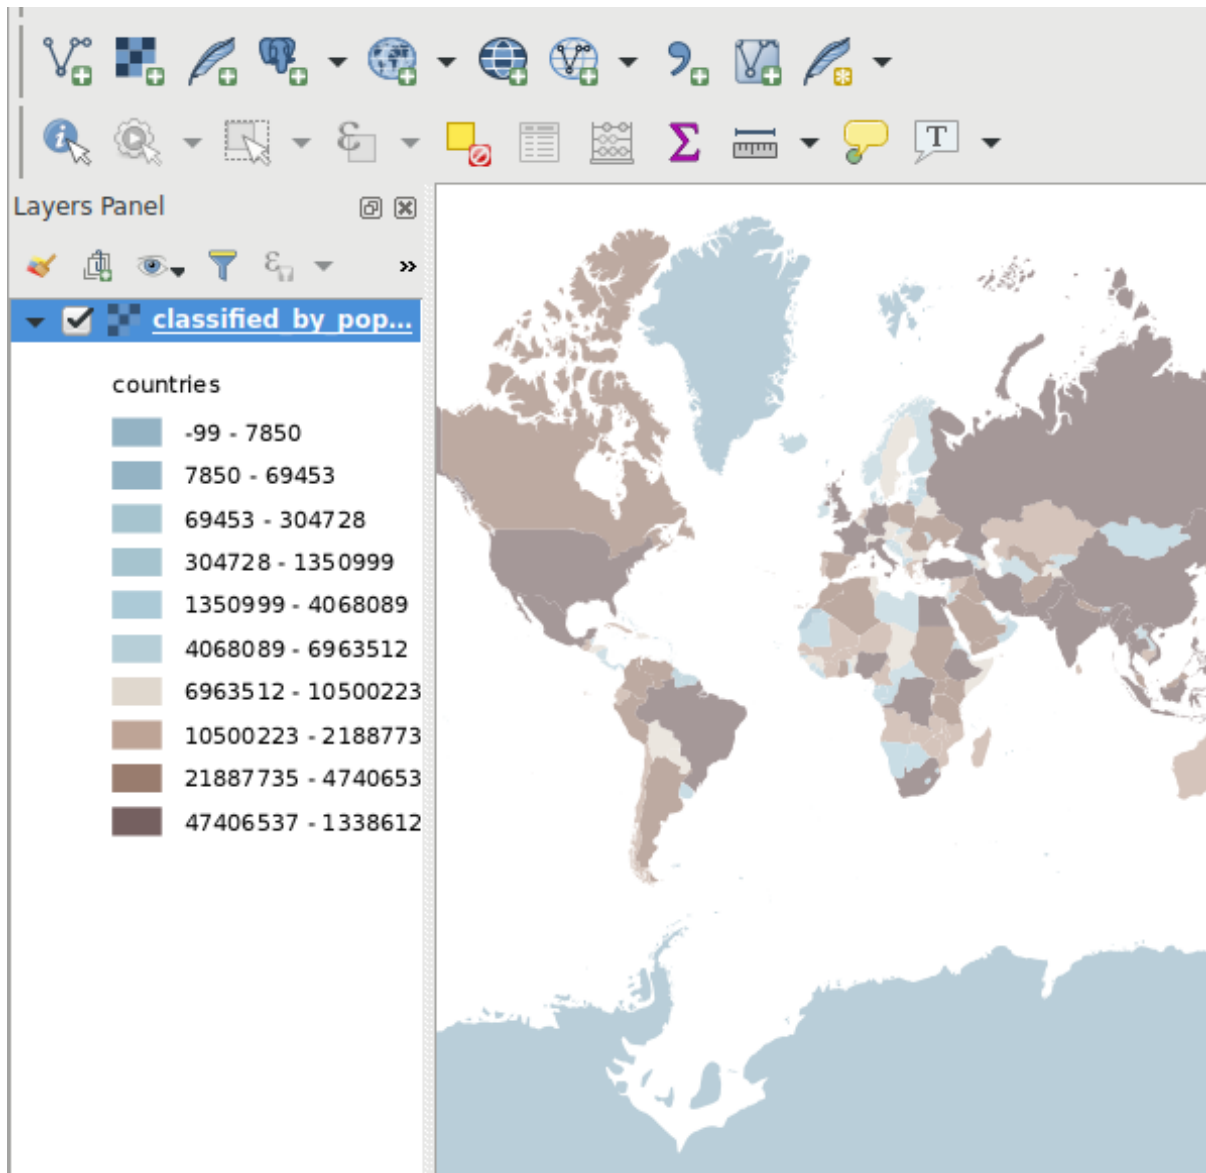 T
Layers Panel
classified_by_pop...
countries
-99 - 7850
7850 - 69453
69453 - 304728
304728 - 1350999
1350999 - 4068089
4068089 - 6963512
6963512 - 10500223
10500223 - 2188773
21887735 - 4740653
47406537 - 1338612